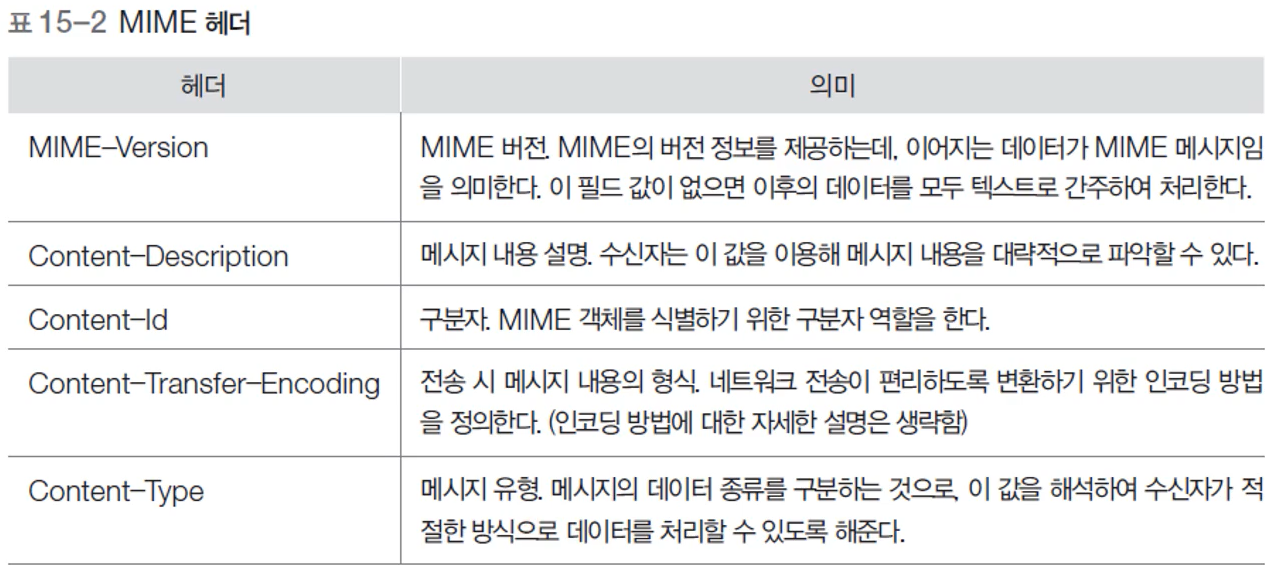 표 15-2 MIME 헤더
헤더
의미
MIME-Version
MIME 버전. MIME의 버전 정보를 제공하는데, 이어지는 데이터가 MIME 메시지임
을 의미한다. 이 필드 값이 없으면 이후의 데이터를 모두 텍스트로 간주하여 처리한다.
Content-Description
메시지 내용 설명. 수신자는 이 값을 이용해 메시지 내용을 대략적으로 파악할 수 있다.
Content-Id
구분자. MIME 객체를 식별하기 위한 구분자 역할을 한다.
Content-Transfer-Encoding
전송 시 메시지 내용의 형식. 네트워크 전송이 편리하도록 변환하기 위한 인코딩 방법
을 정의한다. (인코딩 방법에 대한 자세한 설명은 생략함)
Content-Type
메시지 유형. 메시지의 데이터 종류를 구분하는 것으로, 이 값을 해석하여 수신자가 적
절한 방식으로 데이터를 처리할 수 있도록 해준다.